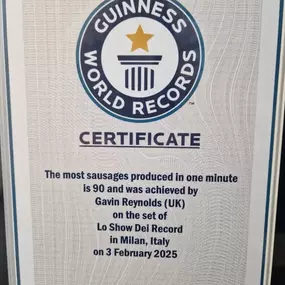 GUINNESS
WORLD RECORDS
TM
CERTIFICATE
The most sausages produced in one minute
is 90 and was achieved by
Gavin Reynolds (UK)
on the set of
Lo Show Dei Record
in Milan, Italy
on 3 February 2025